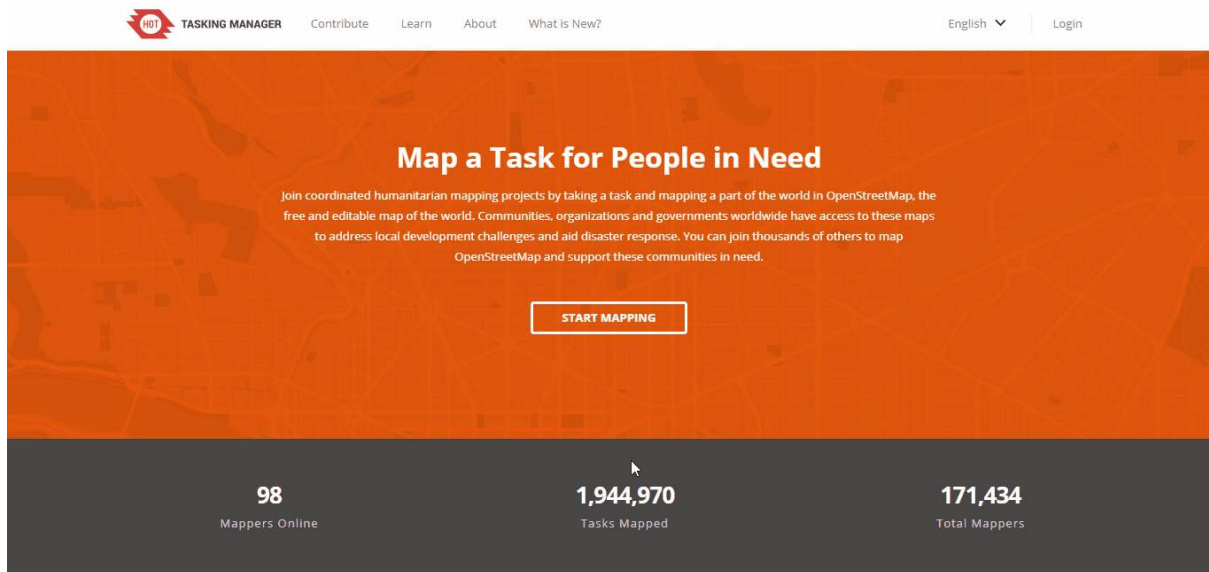 HOT TASKING MANAGER Contribute Learn About What is New? English Login
Map a Task for People in Need
Join coordinated humanitarian mapping projects by taking a task and mapping a part of the world in OpenStreetMap, the
free and editable map of the world. Communities, organizations and governments worldwide have access to these maps
to address local development challenges and aid disaster response. You can join thousands of others to map
OpenStreetMap and support these communities in need.
START MAPPING
98 1,944,970 171,434
Mappers Online Tasks Mapped Total Mappers